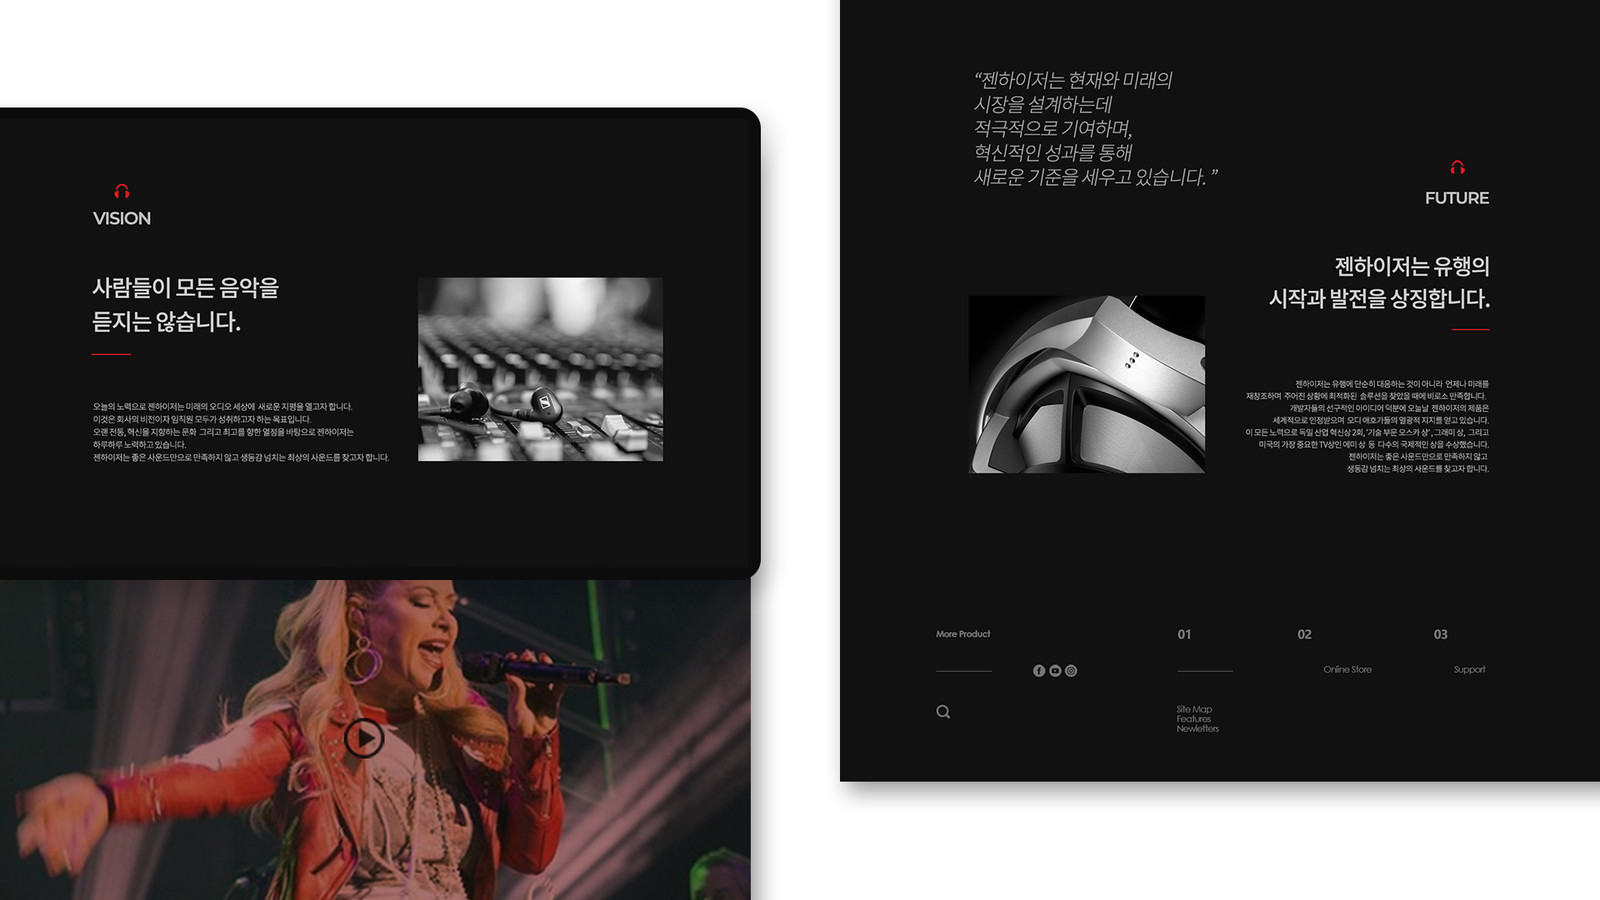 VISION
사람들이 모든 음악을
듣지는 않습니다.
오늘의 노력으로 젠하이저는 미래의 오디오 세상에 새로운 지평을 열고자 합니다.
이것은 회사의 비전이자 임직원 모두가 성취하고자 하는 목표입니다.
오랜 전통, 혁신을 지향하는 문화 그리고 최고를 향한 열정을 바탕으로 젠하이저는
하루하루 노력하고 있습니다.
젠하이저는 좋은 사운드만으로 만족하지 않고 생동감 넘치는 최상의 사운드를 찾고자 합니다.
“젠하이저는 현재와 미래의
시장을 설계하는데
적극적으로 기여하며,
혁신적인 성과를 통해
새로운 기준을 세우고 있습니다. ”
FUTURE
젠하이저는 유행의
시작과 발전을 상징합니다.
젠하이저는 유행에 단순히 대응하는 것이 아니라 언제나 미래를
재창조하며 주어진 상황에 최적화된 솔루션을 찾았을 때에 비로소 만족합니다.
개발자들의 선구적인 아이디어 덕분에 오늘날 젠하이저의 제품은
세계적으로 인정받으며 오디 애호가들의 열광적 지지를 얻고 있습니다.
이 모든 노력으로 독일 산업 혁신상 2회, '기술 부문 오스카 상', 그래미 상, 그리고
미국의 가장 중요한 TV상인 에미 상 등 다수의 국제적인 상을 수상했습니다.
젠하이저는 좋은 사운드만으로 만족하지 않고
생동감 넘치는 최상의 사운드를 찾고자 합니다.
More Product
01
02
03
Online Store
Support
Site Map
Features
Newletters